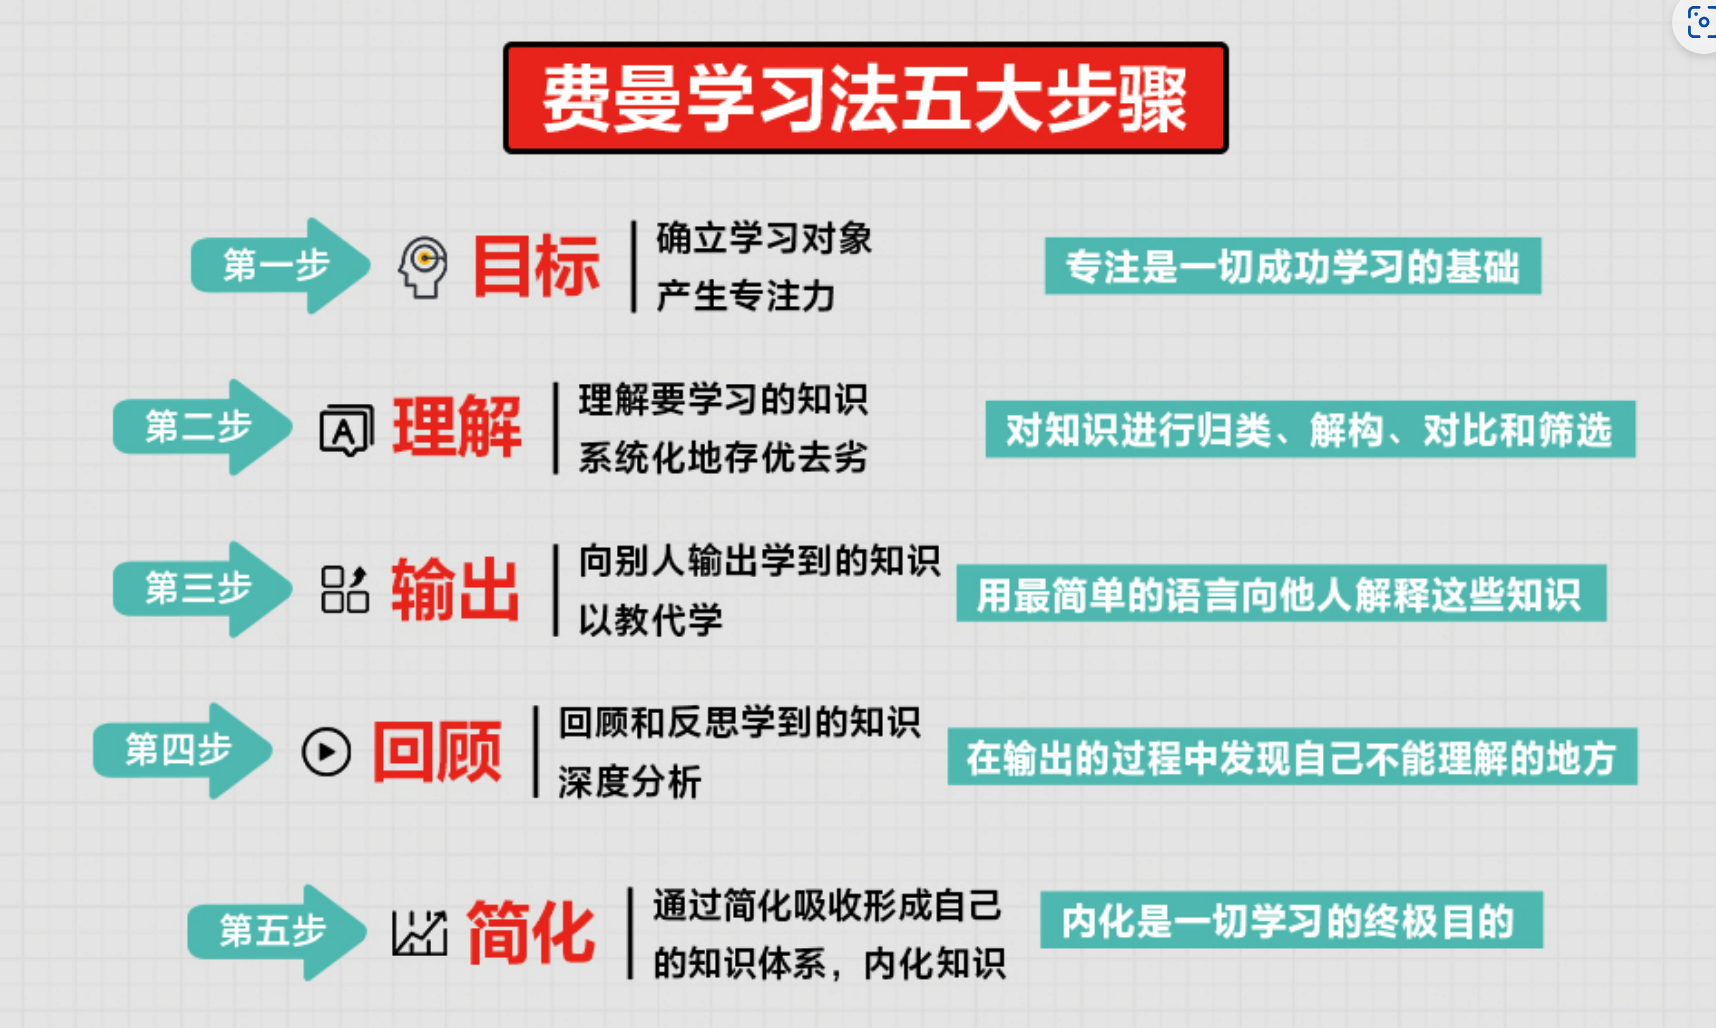 费曼学习法五大步骤
第一步
目标
确立学习对象
产生专注力
专注是一切成功学习的基础
第二步
A
理解
理解要学习的知识
系统化地存优去劣
对知识进行归类、解构、对比和筛选
第三步
输出
向别人输出学到的知识
以教代学
用最简单的语言向他人解释这些知识
第四步
回顾
回顾和反思学到的知识
深度分析
在输出的过程中发现自己不能理解的地方
第五步
简化
通过简化吸收形成自己
的知识体系，内化知识
内化是一切学习的终极目的